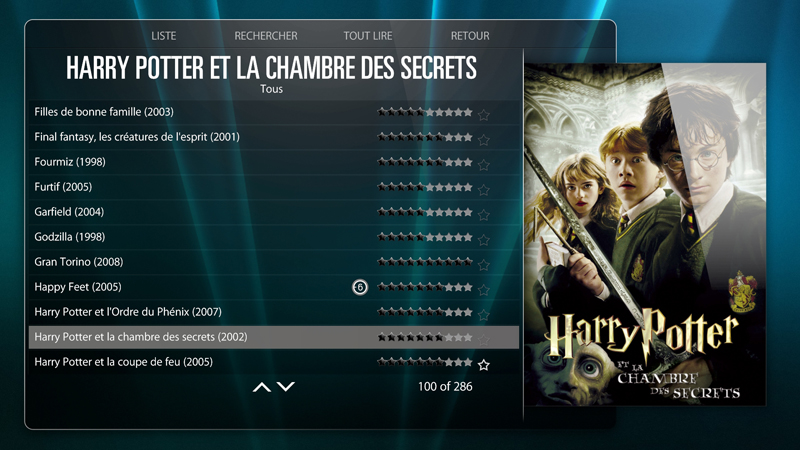 LISTE RECHERCHER TOUT LIRE RETOUR
HARRY POTTER ET LA CHAMBRE DES SECRETS
Tous
Filles de bonne famille (2003)
Final fantasy, les créatures de l'esprit (2001)
Fourmiz (1998)
Furtif (2005)
Garfield (2004)
Godzilla (1998)
Gran Torino (2008)
Happy Feet (2005) -6
Harry Potter et l'Ordre du Phénix (2007)
Harry Potter et la chambre des secrets (2002)
Harry Potter et la coupe de feu (2005)
100 of 286
Harry Potter
ET LA
CHAMBRE
DES SECRETS